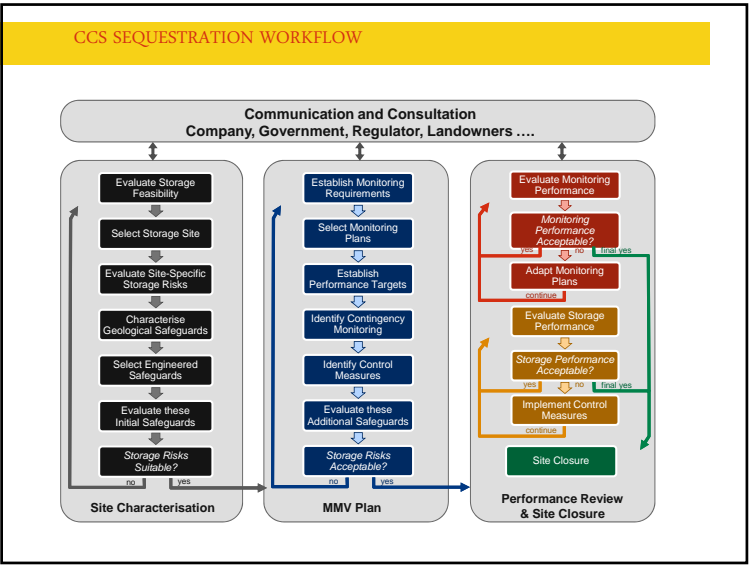 CCS SEQUESTRATION WORKFLOW
Communication and Consultation
Company, Government, Regulator, Landowners ….
Evaluate Storage
Feasibility
Select Storage Site
Evaluate Site-Specific
Storage Risks
Characterise
Geological Safeguards
Select Engineered
Safeguards
Evaluate these
Initial Safeguards
Storage Risks
Suitable?
no
yes
Site Characterisation
Establish Monitoring
Requirements
Select Monitoring
Plans
Establish
Performance Targets
Identify Contingency
Monitoring
Identify Control
Measures
Evaluate these
Additional Safeguards
Storage Risks
Acceptable?
no
yes
MMV Plan
Evaluate Monitoring
Performance
Monitoring
Performance
Acceptable?
yes
no
final yes
Adapt Monitoring
Plans
continue
Evaluate Storage
Performance
Storage Performance
Acceptable?
yes
no
final yes
Implement Control
Measures
continue
Site Closure
Performance Review
& Site Closure